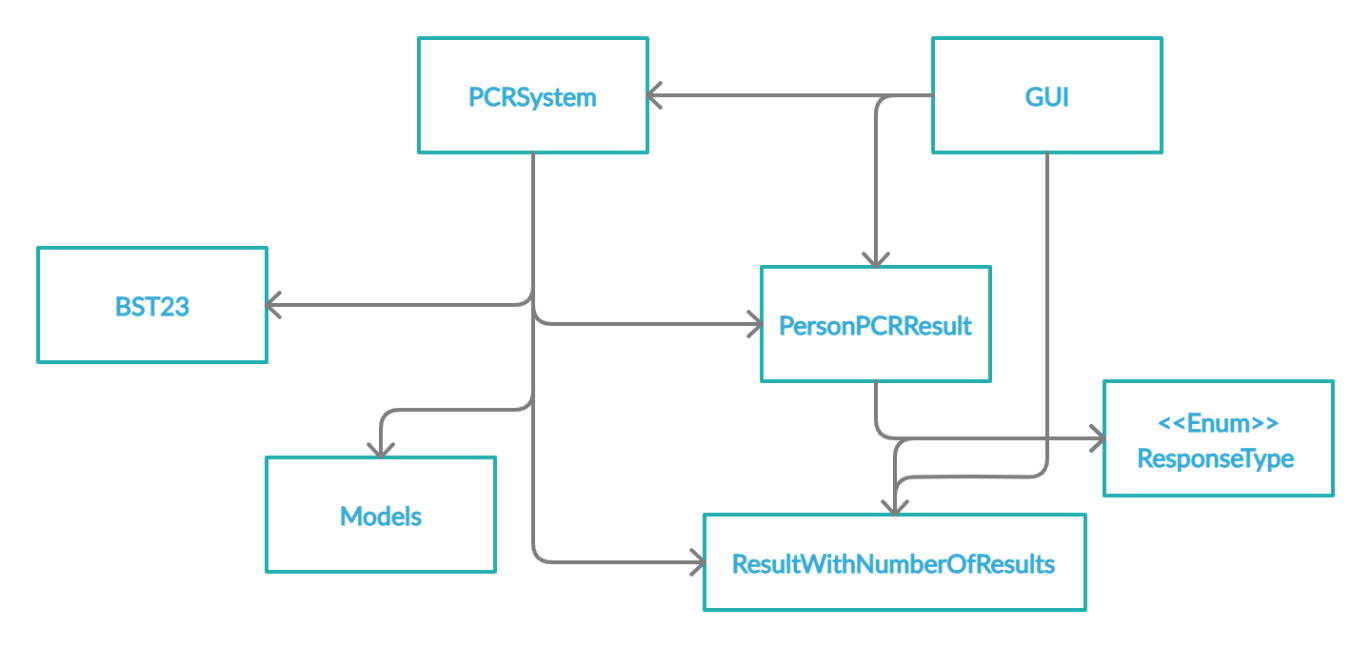 PCRSystem
GUI
BST23
PersonPCRResult
<<Enum>>
ResponseType
Models
ResultWithNumberOfResults